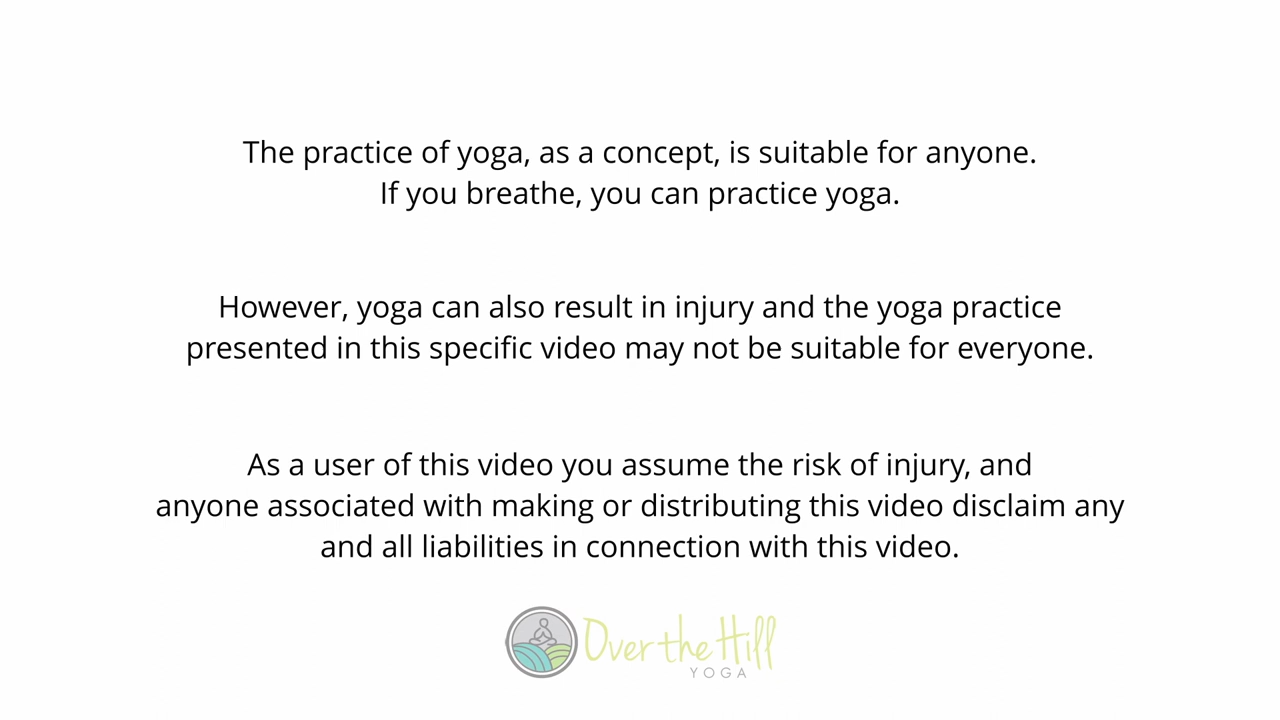 The practice of yoga, as a concept, is suitable for anyone.
If you breathe, you can practice yoga.
However, yoga can also result in injury and the yoga practice
presented in this specific video may not be suitable for everyone.
As a user of this video you assume the risk of injury, and
anyone associated with making or distributing this video disclaim any
and all liabilities in connection with this video.
Over the Hill
YOGA